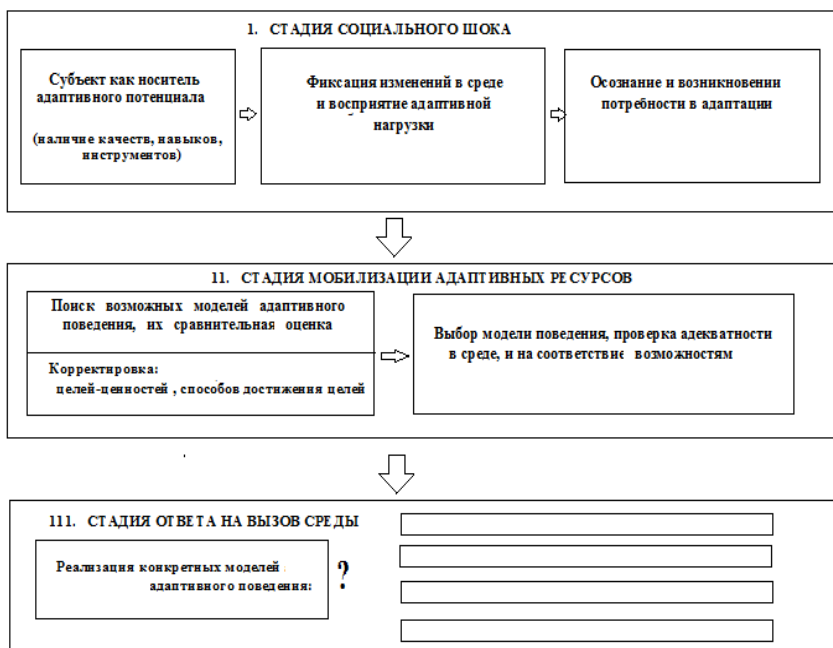 1. СТАДИЯ СОЦИАЛЬНОГО ШОКА
Субъект как носитель
адаптивного потенциала
(наличие качеств, навыков,
инструментов)
Фиксация изменений в среде
и восприятие адаптивной
нагрузки
Осознание и возникновении
потребности в адаптации
11. СТАДИЯ МОБИЛИЗАЦИИ АДАПТИВНЫХ РЕСУРСОВ
Поиск возможных моделей адаптивного
поведения, их сравнительная оценка
Корректировка:
целей-ценностей , способов достижения целей
Выбор модели поведения, проверка адекватности
в среде, и на соответствие возможностям
111. СТАДИЯ ОТВЕТА НА ВЫЗОВ СРЕДЫ
Реализация конкретных моделей
адаптивного поведения:
?